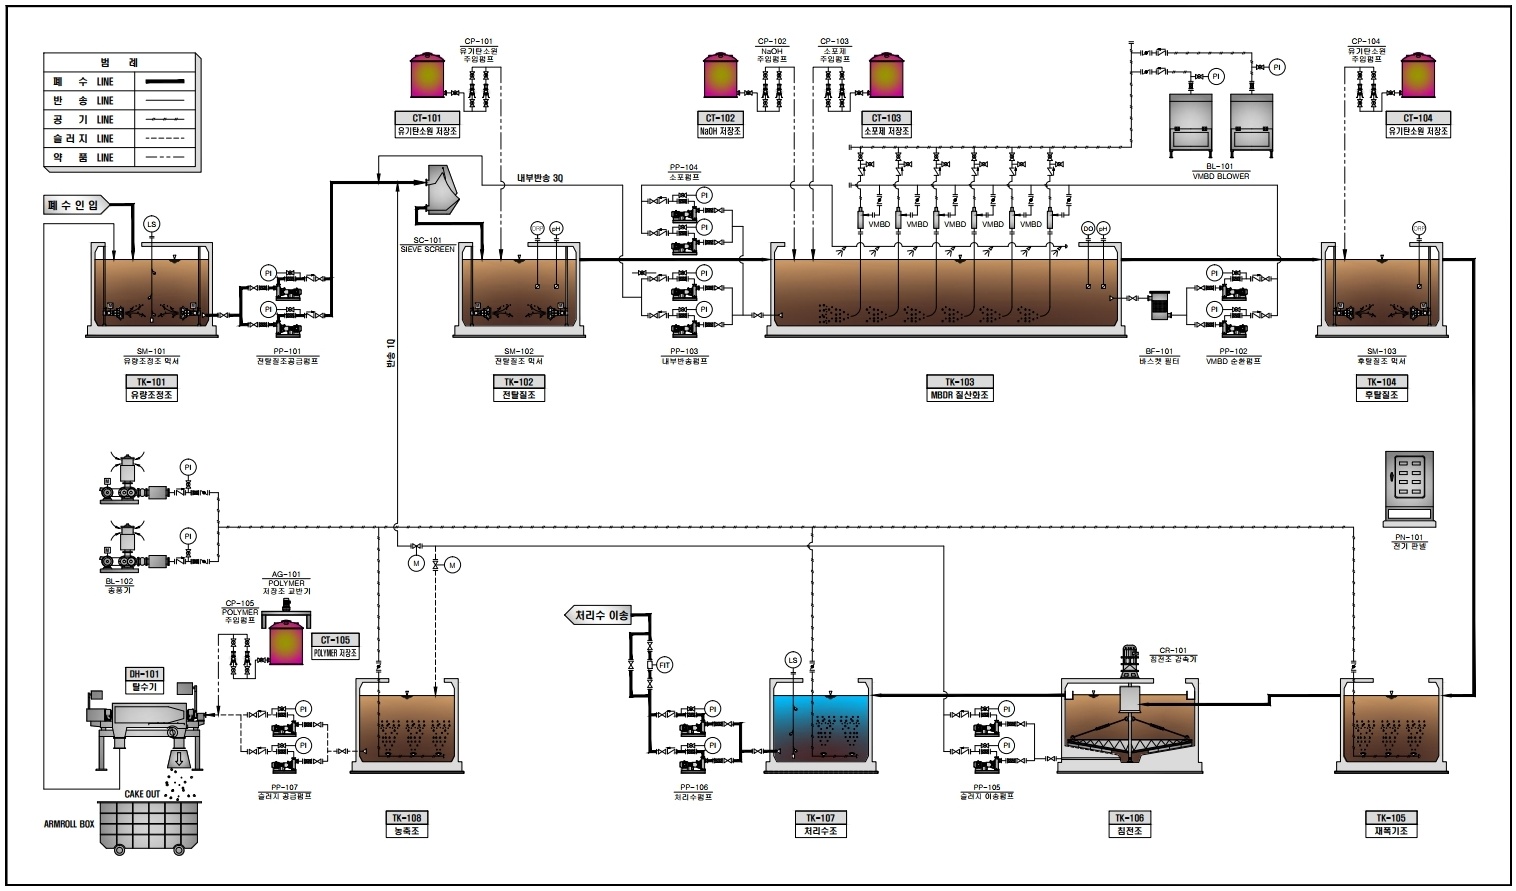 범 례
폐 수 LINE
반 송 LINE
공 기 LINE
슬러지 LINE
약 품 LINE
CP-101
유기탄소원
주입펌프
CT-101
유기탄소원 저장조
CP-102
NaOH
주입펌프
CT-102
NaOH 저장조
CP-103
소포제
주입펌프
CT-103
소포제 저장조
PI
PI
BL-101
VMBD BLOWER
CP-104
유기탄소원
주입펌프
CT-104
유기탄소원 저장조
폐수인입
LS
SC-101
SIEVE SCREEN
내부반송 3Q
ORP
pH
PP-104
소포펌프
PI
PI
VMBD
VMBD
VMBD
DO
pH
ORP
PI
PI
PI
PI
PI
PI
M
M
M
M
M
M
SM-101
유량조정조 믹서
TK-101
유량조정조
PP-101
전탈질조공급펌프
반송 1Q
SM-102
전탈질조 믹서
TK-102
전탈질조
PP-103
내부반송펌프
TK-103
MBDR 질산화조
BF-101
바스켓 필터
PP-102
VMBD 순환펌프
SM-103
후탈질조 믹서
TK-104
후탈질조
PI
PI
M
M
BL-102
송풍기
M
M
PN-101
전기 판넬
AG-101
POLYMER
저장조 교반기
CP-105
POLYMER
주입펌프
CT-105
POLYMER 저장조
처리수 이송
FIT
LS
CR-101
침전조 감속기
DH-101
탈수기
PI
PI
PI
PI
PI
PI
CAKE OUT
ARMROLL BOX
PP-107
슬러지 공급펌프
TK-108
농축조
PP-106
처리수펌프
TK-107
처리수조
PP-105
슬러지 이송펌프
TK-106
침전조
TK-105
재폭기조